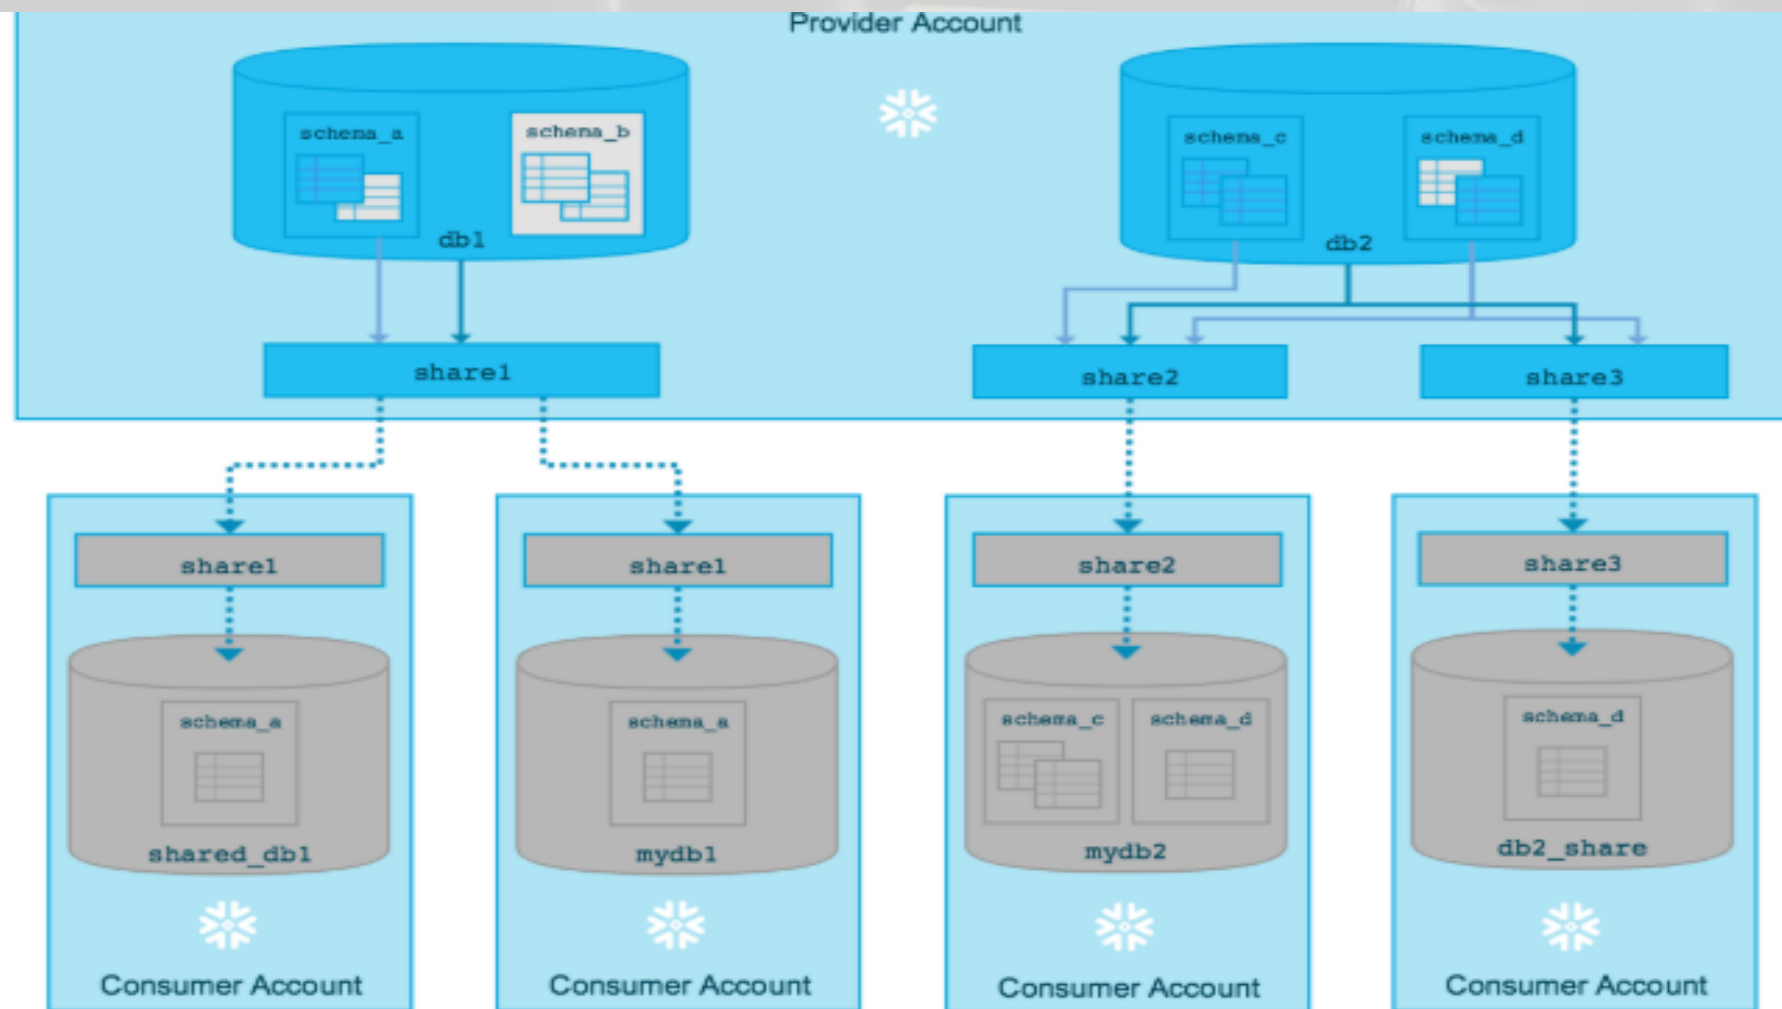 Provider Account
schema_a
schema_b
schema_c
schema_d
db1
db2
share1
share2
share3
share1
share1
share2
share3
schema_a
schema_a
schema_c
schema_d
schema_d
shared_db1
mydb1
mydb2
db2_share
Consumer Account
Consumer Account
Consumer Account
Consumer Account